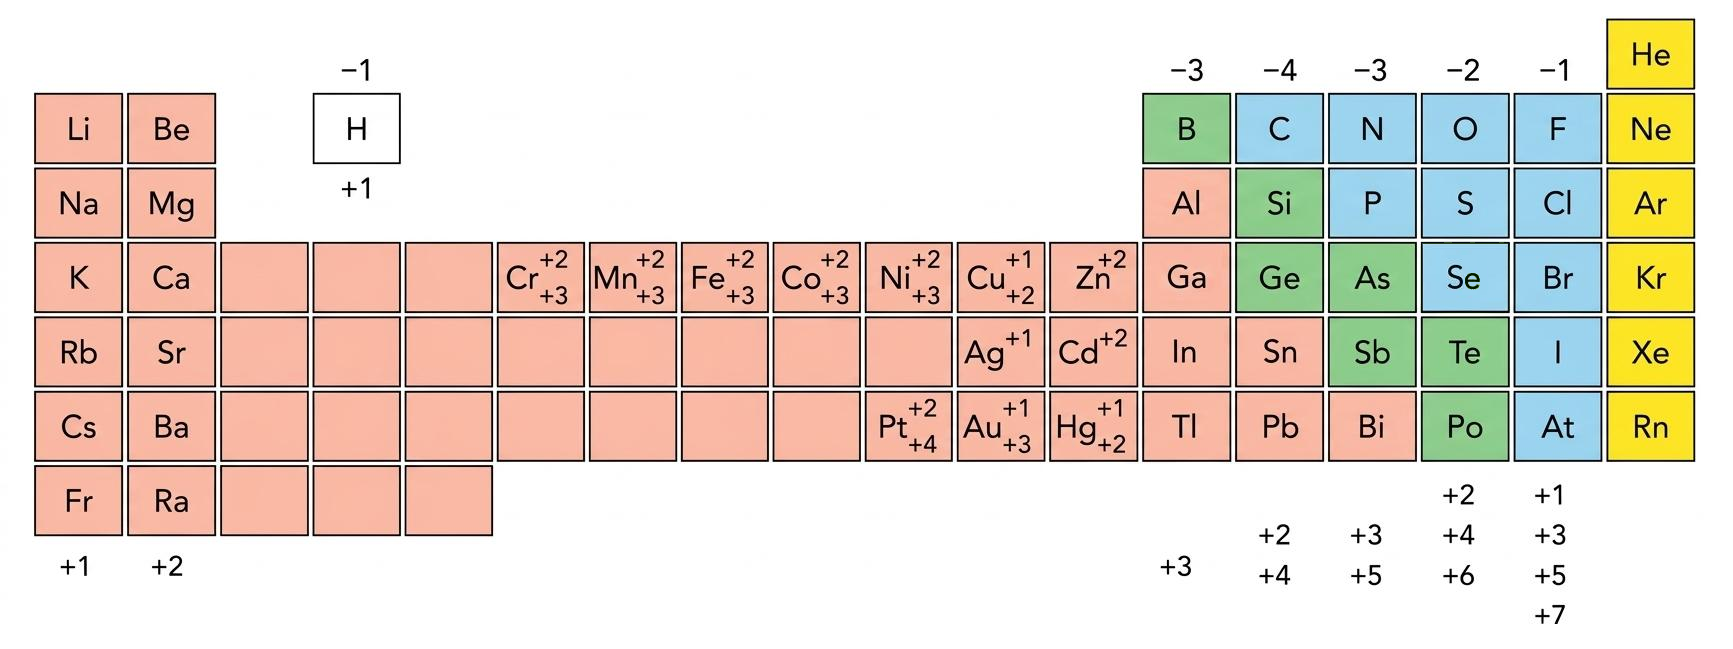 He
−1 −3 −4 −3 −2 −1
Li Be H B C N O F Ne
+1
Na Mg Al Si P S Cl Ar
K Ca Cr +2 +3 Mn +2 +3 Fe +2 +3 Co +2 +3 Ni +2 +3 Cu +1 +2 Zn +2 Ga Ge As Se Br Kr
Rb Sr Ag +1 Cd +2 In Sn Sb Te I Xe
Cs Ba Pt +2 +4 Au +1 +3 Hg +1 +2 Tl Pb Bi Po At Rn
Fr Ra
+2 +1
+2 +3 +4 +3
+1 +2 +3
+4 +5 +6 +5
+7